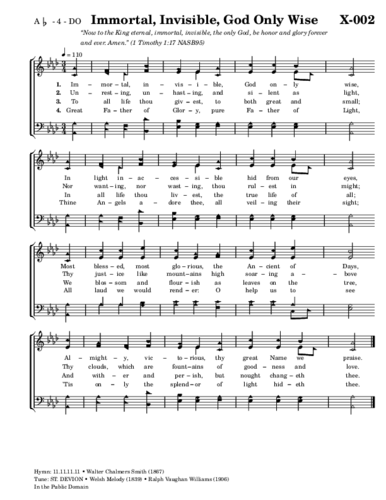 A♭ - 4 - DO Immortal, Invisible, God Only Wise X-002
"Now to the King eternal, immortal, invisible, the only God, be honor and glory forever
and ever. Amen." (1 Timothy 1:17 NASB95)
♩ = 110
1. Im – mor – tal, in – vis – i – ble, God on – ly wise,
2. Un – rest – ing, un – hast – ing, and si – lent as light,
3. To all life thou giv – est, to both great and small;
4. Great Fa – ther of Glo – ry, pure Fa – ther of Light,
In light in – ac – ces – si – ble hid from our eyes,
Nor want – ing, nor wast – ing, thou rul – est in might;
In all life thou liv – est, the true life of all;
Thine An – gels a – dore thee, all veil – ing their sight;
Most bless – ed, most glo – rious, the An – cient of Days,
Thy jus – tice like mount – ains high soar – ing a – bove
We blos – som and flour – ish as leaves on the tree,
All laud we would ren – der: O help us to see
Al – might – y, vic – to – rious, thy great Name we praise.
Thy clouds, which are fount – ains of good – ness and love.
And with – er and per – ish, but nought chang – eth thee.
'Tis on – ly the splend – or of light hid – eth thee.
Hymn: 11.11.11.11 • Walter Chalmers Smith (1867)
Tune: ST. DEVION • Welsh Melody (1839) • Ralph Vaughan Williams (1906)
In the Public Domain